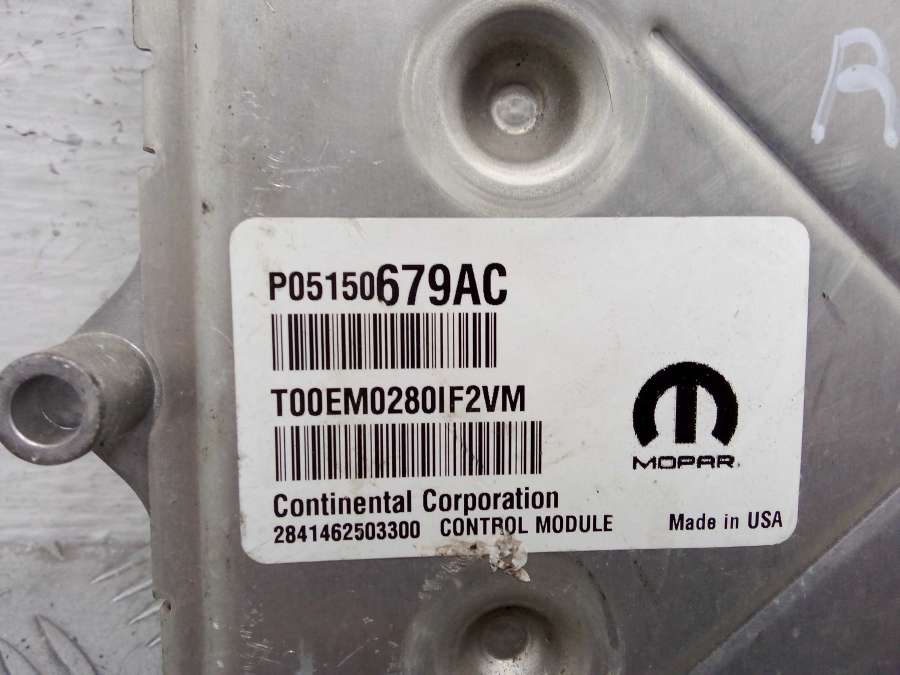 R
P05150679AC
T00EM0280IF2VM
MOPAR
Continental Corporation
2841462503300 CONTROL MODULE Made in USA